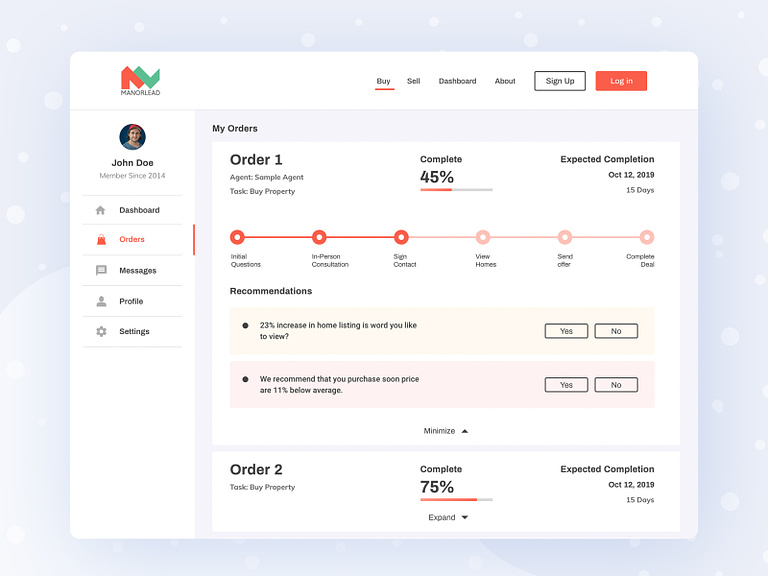 MANORLEAD
Buy
Sell
Dashboard
About
Sign Up
Log in
John Doe
Member Since 2014
Dashboard
Orders
Messages
Profile
Settings
My Orders
Order 1
Agent: Sample Agent
Task: Buy Property
Complete
45%
Expected Completion
Oct 12, 2019
15 Days
Initial
Questions
In-Person
Consultation
Sign
Contact
View
Homes
Send
offer
Complete
Deal
Recommendations
23% increase in home listing is word you like
to view?
Yes
No
We recommend that you purchase soon price
are 11% below average.
Yes
No
Minimize
Order 2
Task: Buy Property
Complete
75%
Expected Completion
Oct 12, 2019
15 Days
Expand